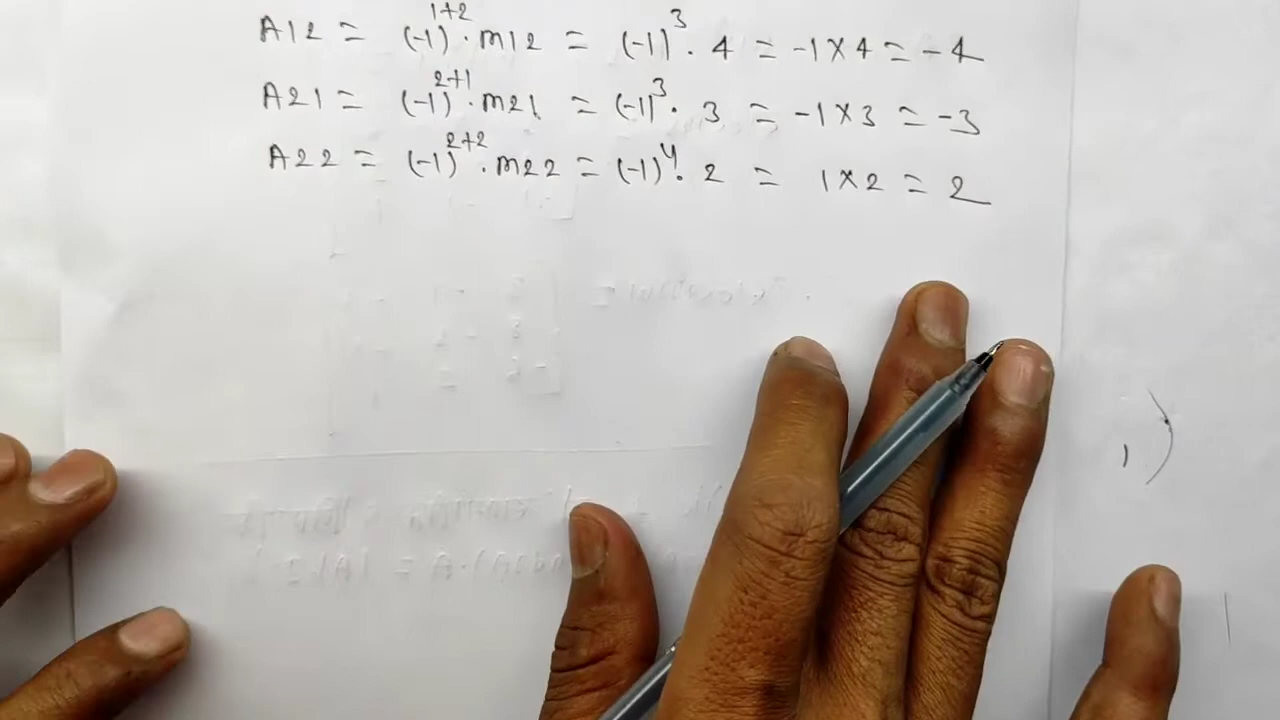 A12 = (-1)^1+2 . m12 = (-1)^3 . 4 = -1×4 = -4
A21 = (-1)^2+1 . m21 = (-1)^3 . 3 = -1×3 = -3
A22 = (-1)^2+2 . m22 = (-1)^4 . 2 = 1×2 = 2